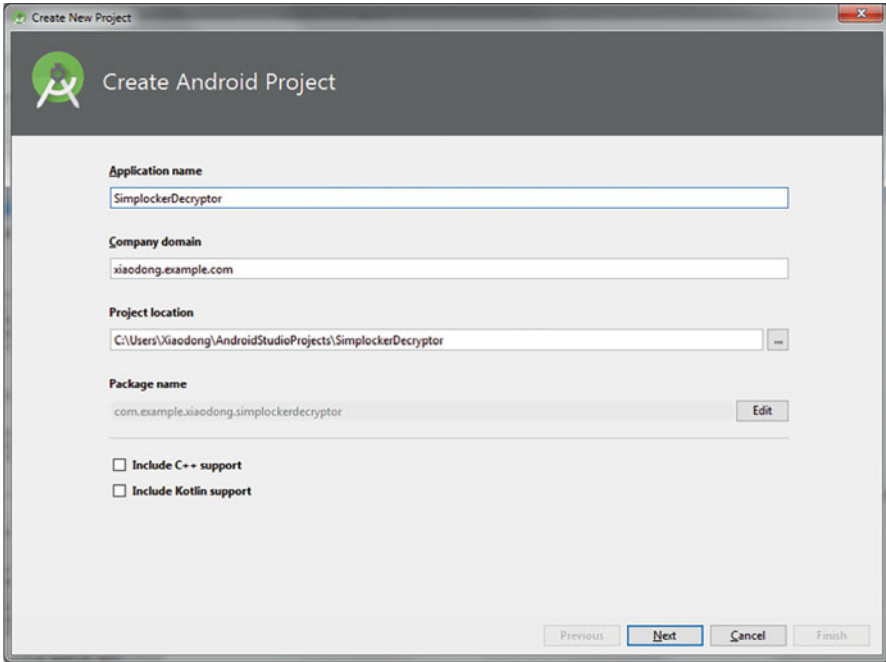 Create New Project
Create Android Project
Application name
SimplockerDecryptor
Company domain
xiaodong.example.com
Project location
C:\Users\Xiaodong\AndroidStudioProjects\SimplockerDecryptor
...
Package name
com.example.xiaodong.simplockerdecryptor
Edit
Include C++ support
Include Kotlin support
Previous Next Cancel Finish